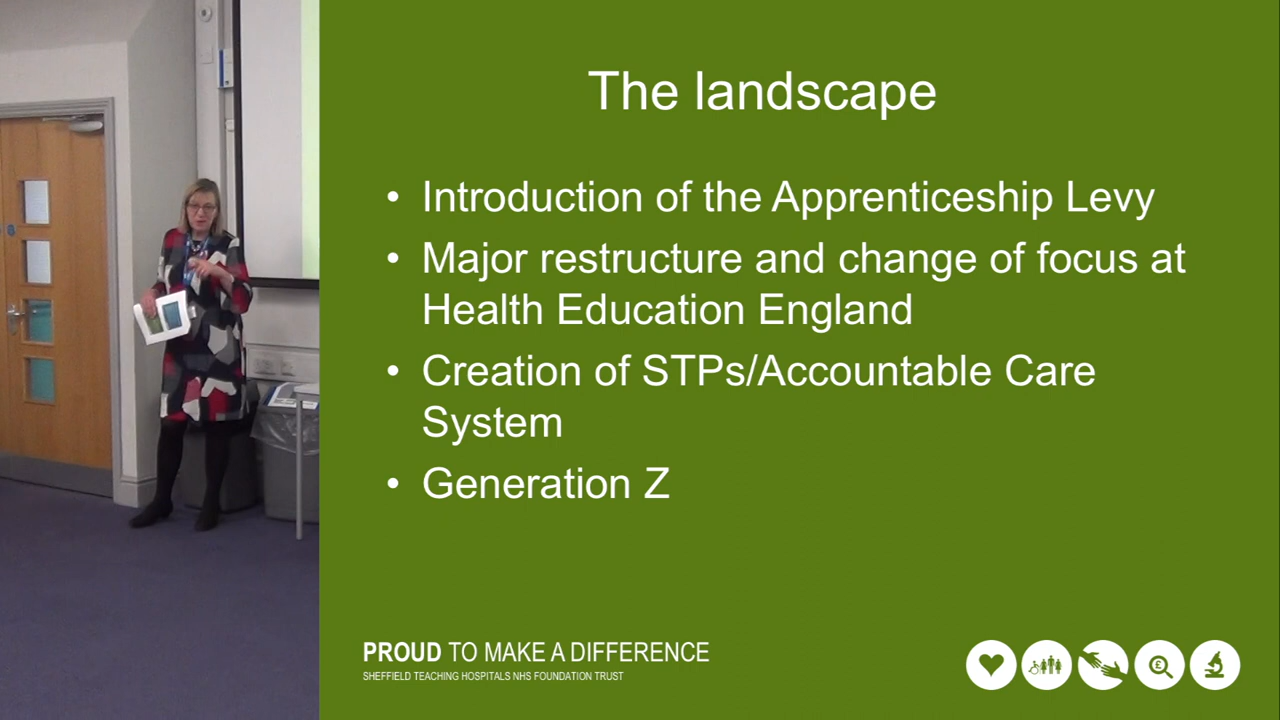 The landscape
• Introduction of the Apprenticeship Levy
• Major restructure and change of focus at
Health Education England
• Creation of STPs/Accountable Care
System
• Generation Z
PROUD TO MAKE A DIFFERENCE
SHEFFIELD TEACHING HOSPITALS NHS FOUNDATION TRUST
£